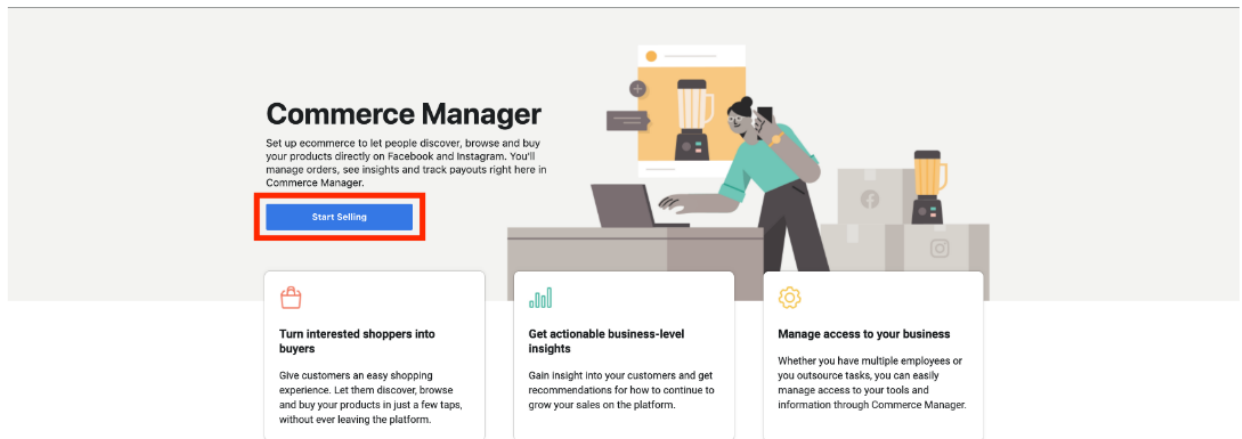 Commerce Manager
Set up ecommerce to let people discover, browse and buy
your products directly on Facebook and Instagram. You'll
manage orders, see insights and track payouts right here in
Commerce Manager.
Start Selling
Turn interested shoppers into
buyers
Give customers an easy shopping
experience. Let them discover, browse
and buy your products in just a few taps,
without ever leaving the platform.
Get actionable business-level
insights
Gain insight into your customers and get
recommendations for how to continue to
grow your sales on the platform.
Manage access to your business
Whether you have multiple employees or
you outsource tasks, you can easily
manage access to your tools and
information through Commerce Manager.